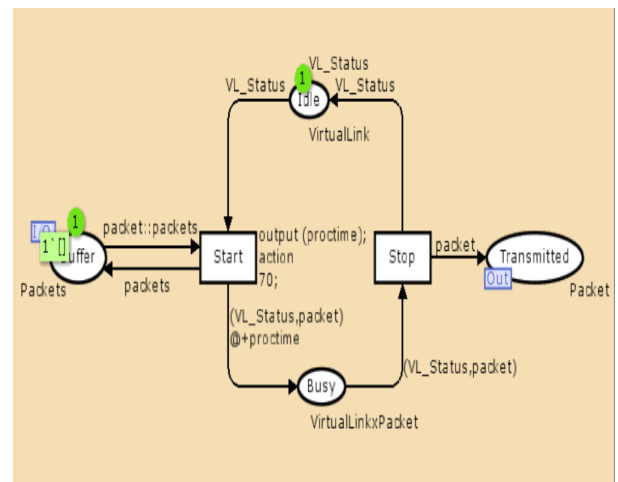 VL_Status
VL_Status
VL_Status
1
Idle
VirtualLink
1
1`[]
uffer
Packets
packet::packets
packets
Start
output (proctime);
action
70;
(VL_Status,packet)
@+proctime
Busy
VirtualLinkxPacket
(VL_Status,packet)
Stop
packet
Transmitted
Out
Packet